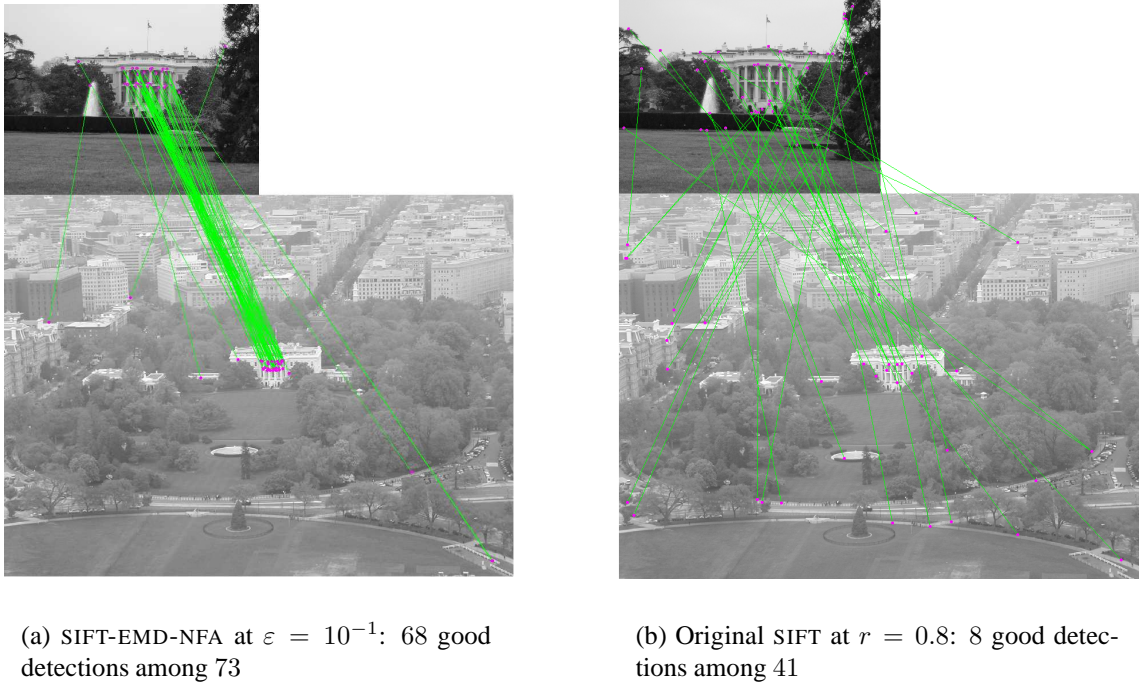 (a) SIFT-EMD-NFA at ε = 10⁻¹: 68 good
detections among 73
(b) Original SIFT at r = 0.8: 8 good detec-
tions among 41